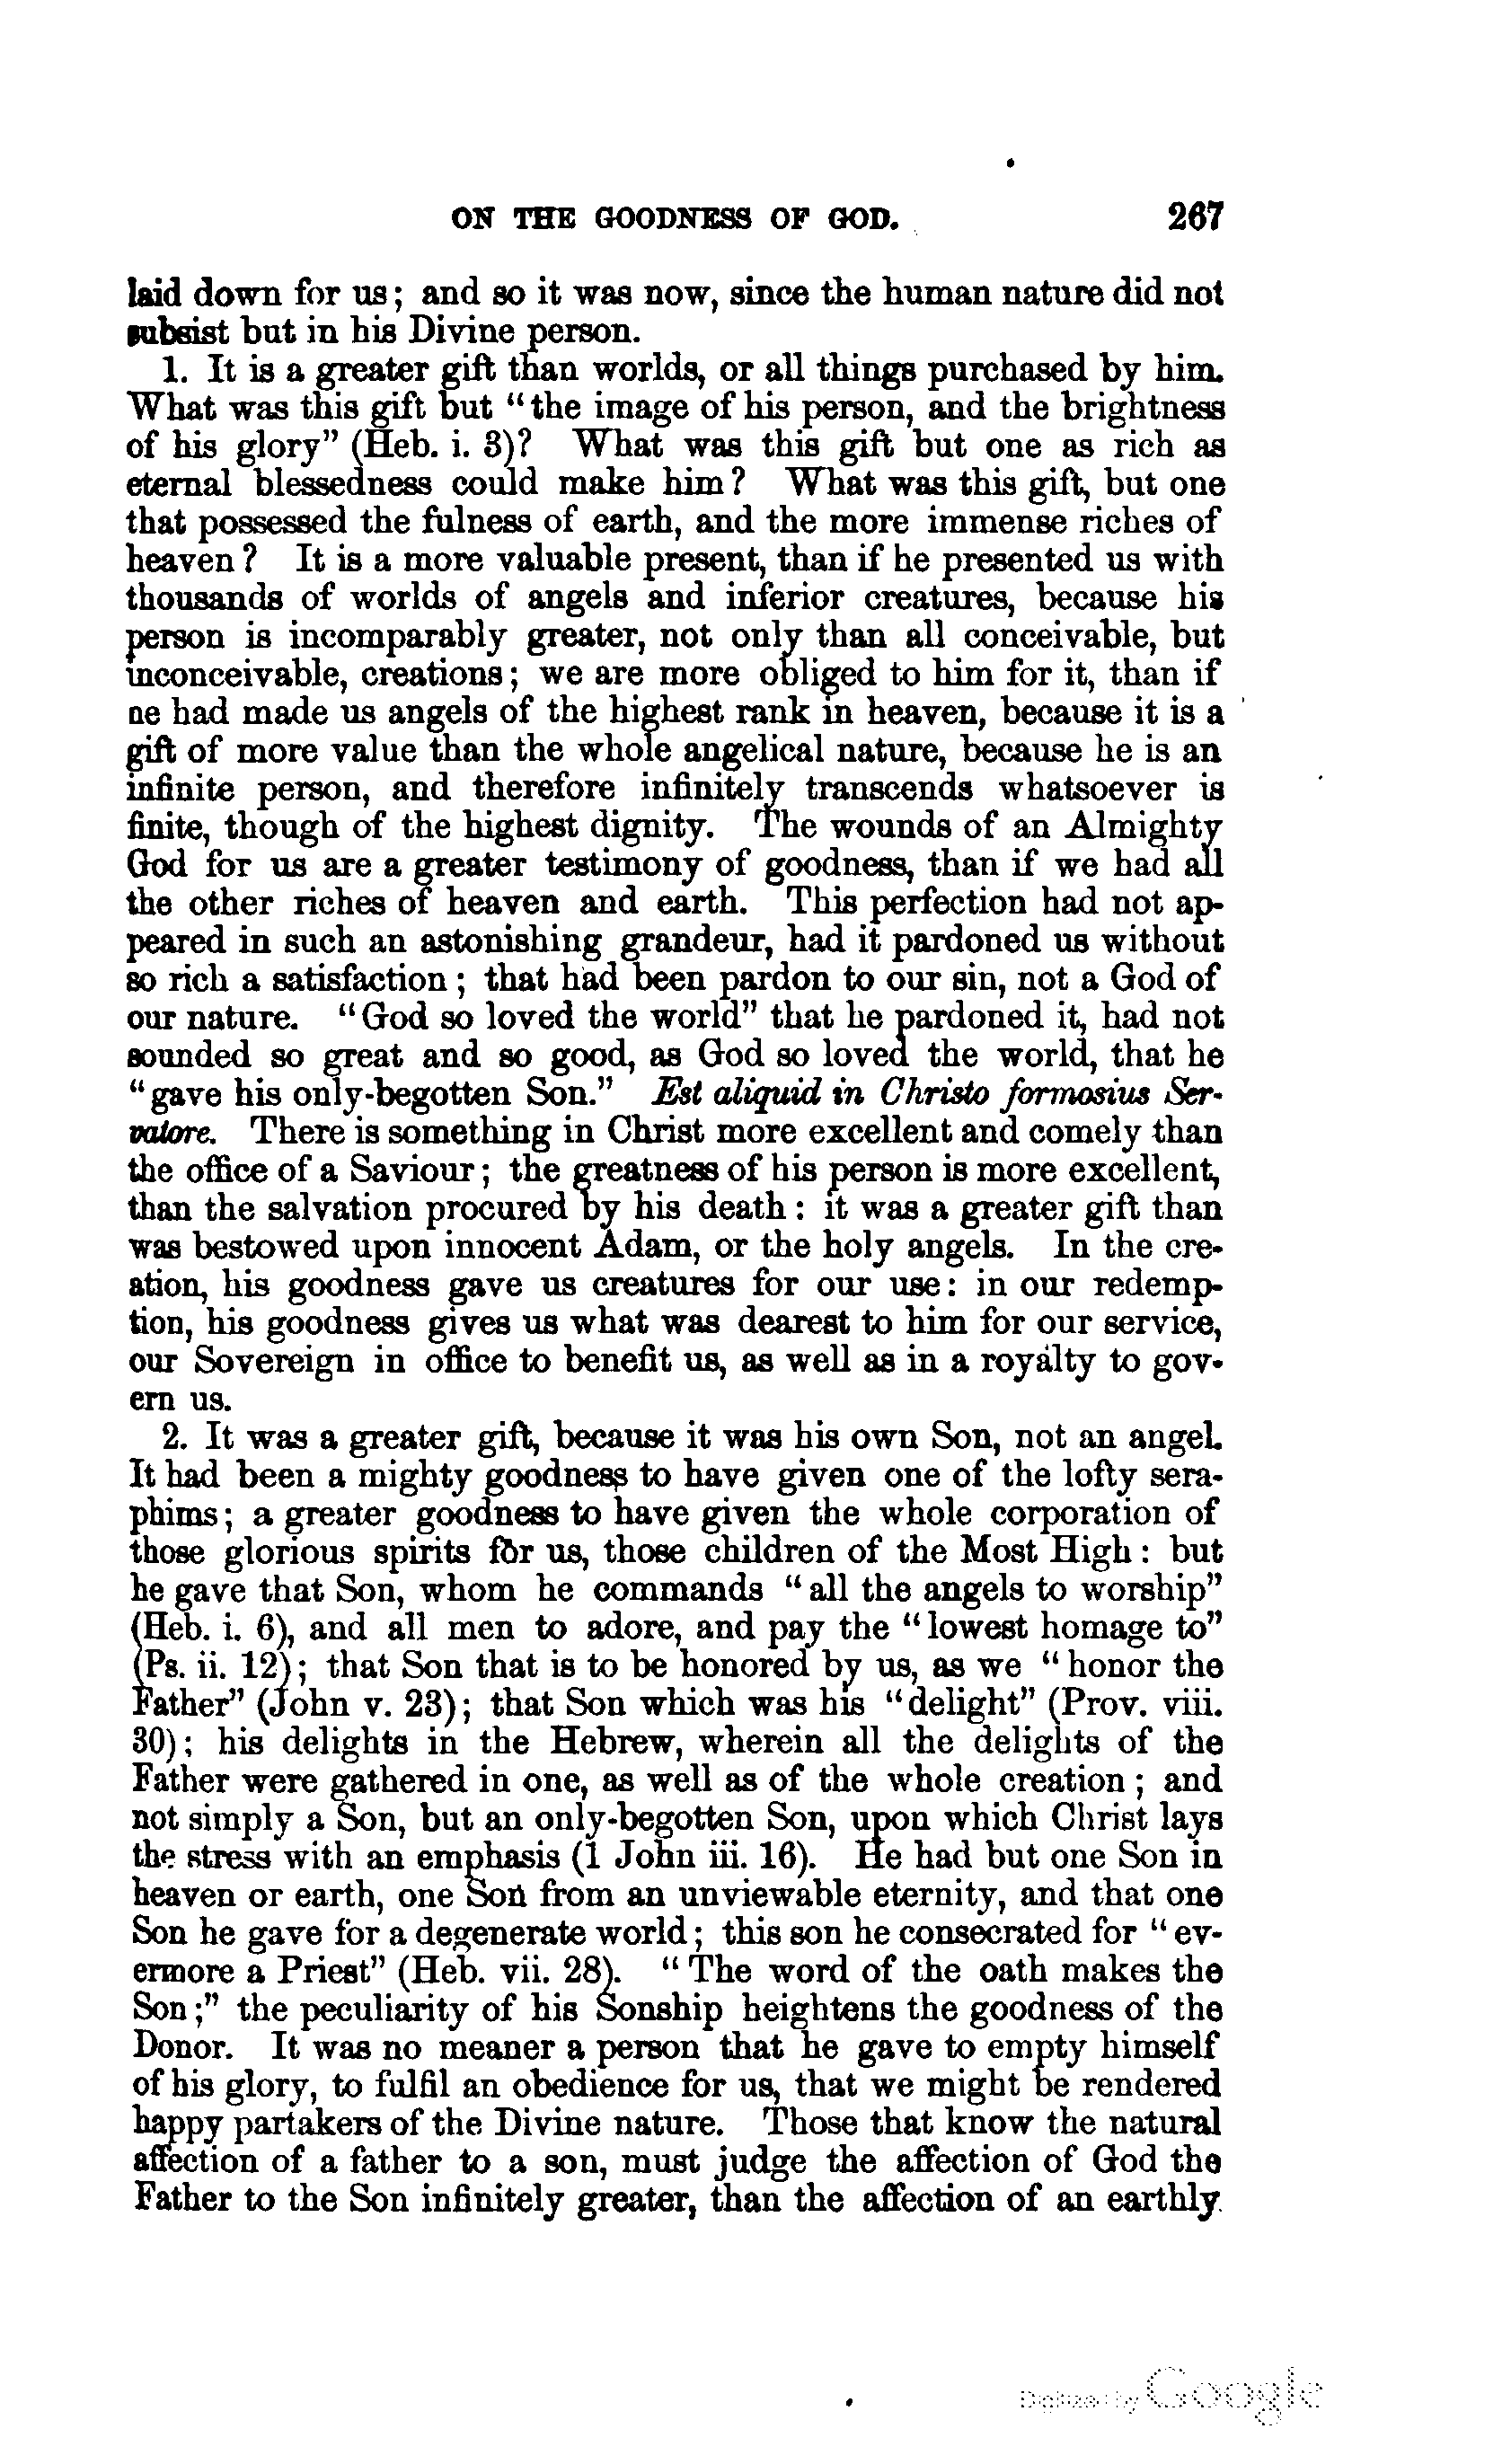 ON THE GOODNESS OF GOD. 267
laid down for us; and so it was now, since the human nature did not
subsist but in his Divine person.
1. It is a greater gift than worlds, or all things purchased by him.
What was this gift but "the image of his person, and the brightness
of his glory" (Heb. i. 3)? What was this gift but one as rich as
eternal blessedness could make him? What was this gift, but one
that possessed the fulness of earth, and the more immense riches of
heaven? It is a more valuable present, than if he presented us with
thousands of worlds of angels and inferior creatures, because his
person is incomparably greater, not only than all conceivable, but
inconceivable, creations; we are more obliged to him for it, than if
he had made us angels of the highest rank in heaven, because it is a
gift of more value than the whole angelical nature, because he is an
infinite person, and therefore infinitely transcends whatsoever is
finite, though of the highest dignity. The wounds of an Almighty
God for us are a greater testimony of goodness, than if we had all
the other riches of heaven and earth. This perfection had not ap-
peared in such an astonishing grandeur, had it pardoned us without
so rich a satisfaction; that had been pardon to our sin, not a God of
our nature. "God so loved the world" that he pardoned it, had not
sounded so great and so good, as God so loved the world, that he
"gave his only-begotten Son." Est aliquid in Christo formosius Ser-
vatore. There is something in Christ more excellent and comely than
the office of a Saviour; the greatness of his person is more excellent,
than the salvation procured by his death: it was a greater gift than
was bestowed upon innocent Adam, or the holy angels. In the cre-
ation, his goodness gave us creatures for our use: in our redemp-
tion, his goodness gives us what was dearest to him for our service,
our Sovereign in office to benefit us, as well as in a royalty to gov-
ern us.
2. It was a greater gift, because it was his own Son, not an angel.
It had been a mighty goodness to have given one of the lofty sera-
phims; a greater goodness to have given the whole corporation of
those glorious spirits for us, those children of the Most High: but
he gave that Son, whom he commands "all the angels to worship"
(Heb. i. 6), and all men to adore, and pay the "lowest homage to"
(Ps. ii. 12); that Son that is to be honored by us, as we "honor the
Father" (John v. 23); that Son which was his "delight" (Prov. viii.
30); his delights in the Hebrew, wherein all the delights of the
Father were gathered in one, as well as of the whole creation; and
not simply a Son, but an only-begotten Son, upon which Christ lays
the stress with an emphasis (1 John iii. 16). He had but one Son in
heaven or earth, one Son from an unviewable eternity, and that one
Son he gave for a degenerate world; this son he consecrated for "ev-
ermore a Priest" (Heb. vii. 28). "The word of the oath makes the
Son;" the peculiarity of his Sonship heightens the goodness of the
Donor. It was no meaner a person that he gave to empty himself
of his glory, to fulfil an obedience for us, that we might be rendered
happy partakers of the Divine nature. Those that know the natural
affection of a father to a son, must judge the affection of God the
Father to the Son infinitely greater, than the affection of an earthly
Digitized by Google